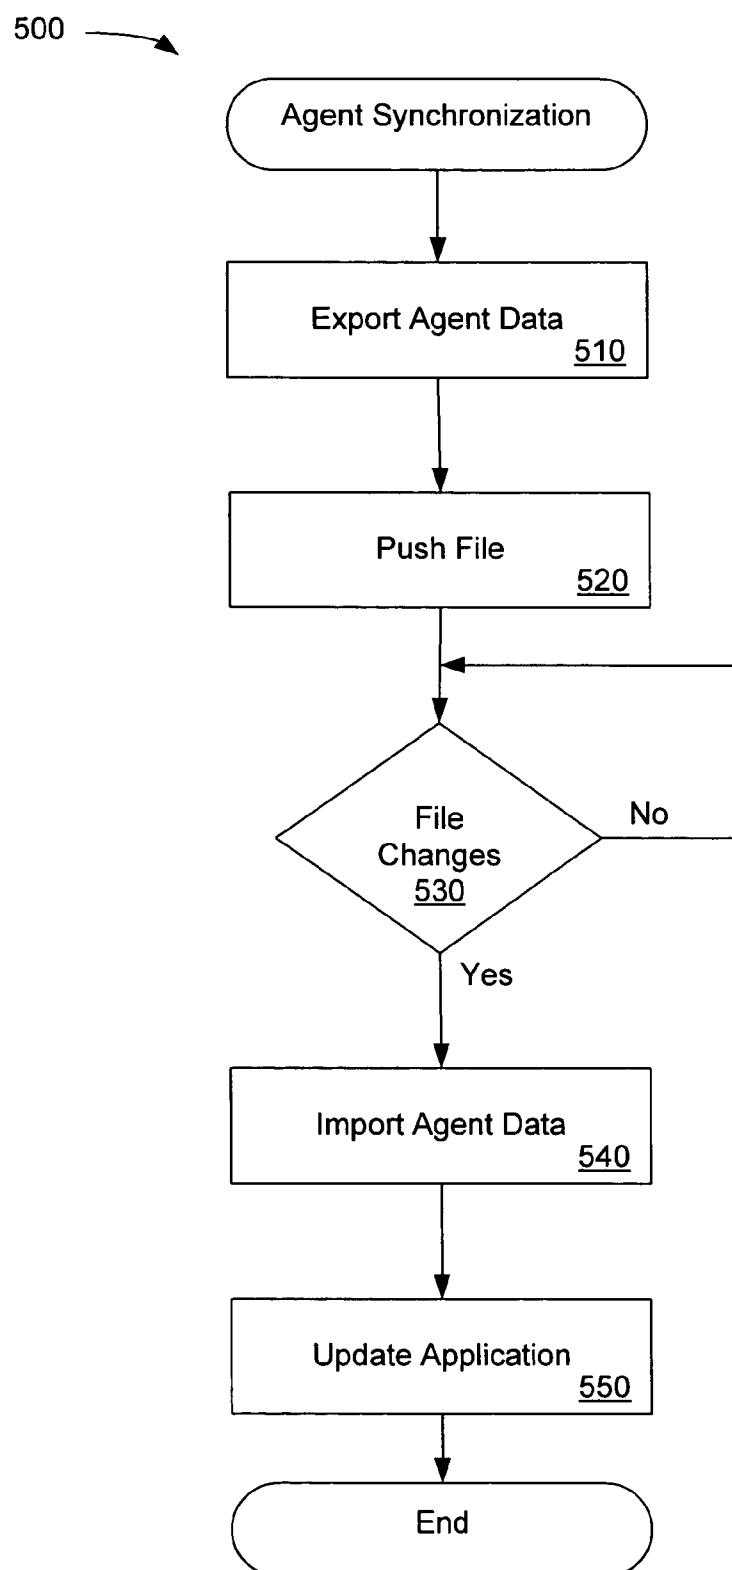 500
Agent Synchronization
Export Agent Data
510
Push File
520
File
Changes
530
No
Yes
Import Agent Data
540
Update Application
550
End